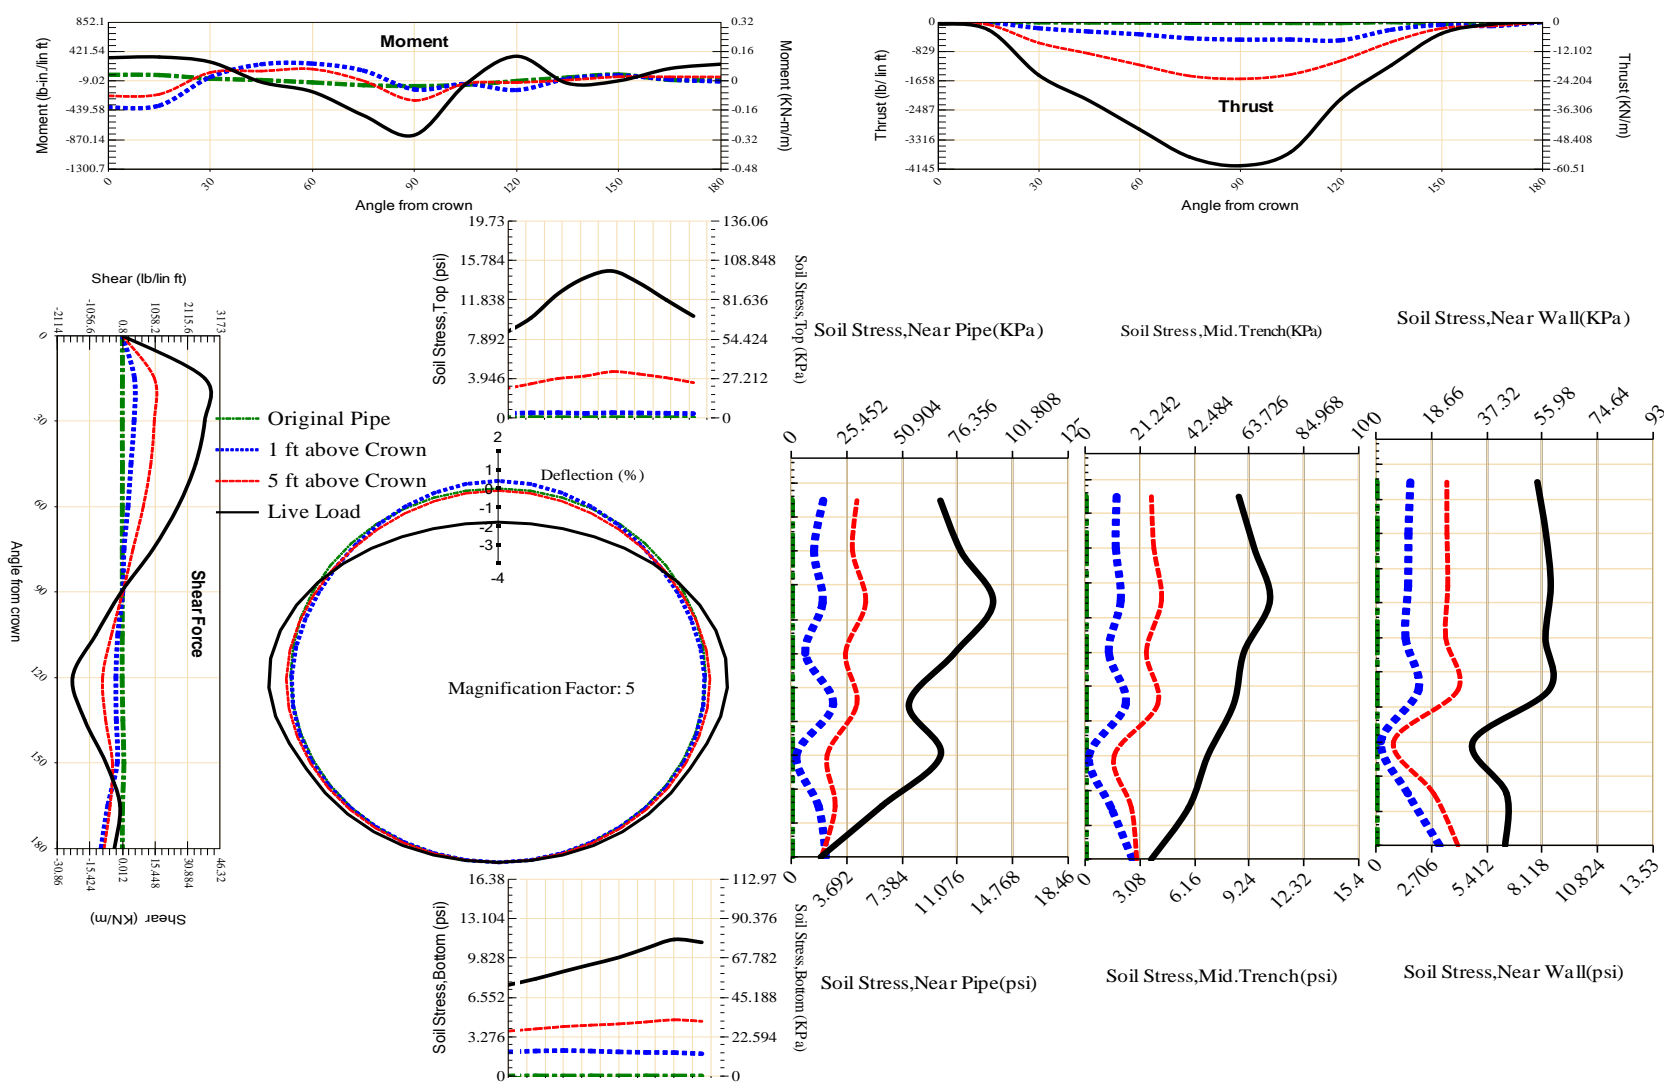 852.1
421.54
-9.02
-439.58
-870.14
-1300.7
Moment (lb-in/lin ft)
Moment
0.32
0.16
0
-0.16
-0.32
-0.48
Moment (KN-m/m)
0 30 60 90 120 150 180
Angle from crown
0
-829
-1658
-2487
-3316
-4145
Thrust (lb/ lin ft)
Thrust
0
-12.102
-24.204
-36.306
-48.408
-60.51
Thrust (KN/m)
0 30 60 90 120 150 180
Angle from crown
19.73
15.784
11.838
7.892
3.946
0
Soil Stress,Top (psi)
136.06
108.848
81.636
54.424
27.212
0
Soil Stress,Top (KPa)
Shear (lb/lin ft)
-2114 -1056.6 0.8 1058.2 2115.6 3173
0
30
60
90
120
150
180
Angle from crown
Shear Force
-30.86 -15.424 0.012 15.448 30.884 46.32
Shear (KN/m)
Original Pipe
1 ft above Crown
5 ft above Crown
Live Load
2
1
0
-1
-2
-3
-4
Deflection (%)
Magnification Factor: 5
Soil Stress,Near Pipe(KPa)
0 25.452 50.904 76.356 101.808 12
0 3.692 7.384 11.076 14.768 18.46
Soil Stress,Near Pipe(psi)
Soil Stress,Mid.Trench(KPa)
0 21.242 42.484 63.726 84.968 100
0 3.08 6.16 9.24 12.32 15.4
Soil Stress,Mid.Trench(psi)
Soil Stress,Near Wall(KPa)
0 18.66 37.32 55.98 74.64 93
0 2.706 5.412 8.118 10.824 13.53
Soil Stress,Near Wall(psi)
16.38
13.104
9.828
6.552
3.276
0
Soil Stress,Bottom (psi)
112.97
90.376
67.782
45.188
22.594
0
Soil Stress,Bottom (KPa)